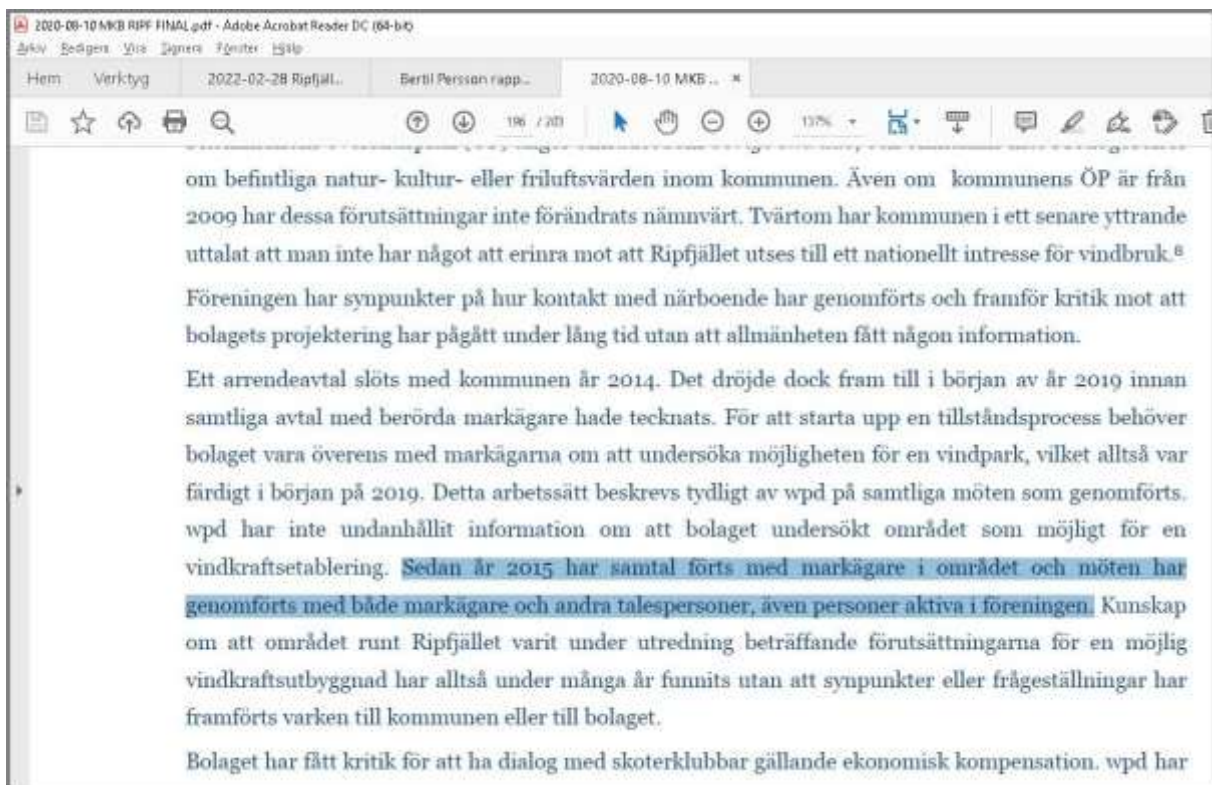 2020-08-10 MKB RIPF FINAL.pdf - Adobe Acrobat Reader DC (64-bit)
Arkiv Redigera Visa Signera Fönster Hjälp
Hem Verktyg 2022-02-28 Ripfjäll... Bertil Persson rapp... 2020-08-10 MKB ... ×
196 / 203 137%
om befintliga natur- kultur- eller friluftsvärden inom kommunen. Även om kommunens ÖP är från
2009 har dessa förutsättningar inte förändrats nämnvärt. Tvärtom har kommunen i ett senare yttrande
uttalat att man inte har något att erinra mot att Ripfjället utses till ett nationellt intresse för vindbruk.8
Föreningen har synpunkter på hur kontakt med närboende har genomförts och framför kritik mot att
bolagets projektering har pågått under lång tid utan att allmänheten fått någon information.
Ett arrendeavtal slöts med kommunen år 2014. Det dröjde dock fram till i början av år 2019 innan
samtliga avtal med berörda markägare hade tecknats. För att starta upp en tillståndsprocess behöver
bolaget vara överens med markägarna om att undersöka möjligheten för en vindpark, vilket alltså var
färdigt i början på 2019. Detta arbetssätt beskrevs tydligt av wpd på samtliga möten som genomförts.
wpd har inte undanhållit information om att bolaget undersökt området som möjligt för en
vindkraftsetablering. Sedan år 2015 har samtal förts med markägare i området och möten har
genomförts med både markägare och andra talespersoner, även personer aktiva i föreningen. Kunskap
om att området runt Ripfjället varit under utredning beträffande förutsättningarna för en möjlig
vindkraftsutbyggnad har alltså under många år funnits utan att synpunkter eller frågeställningar har
framförts varken till kommunen eller till bolaget.
Bolaget har fått kritik för att ha dialog med skoterklubbar gällande ekonomisk kompensation. wpd har